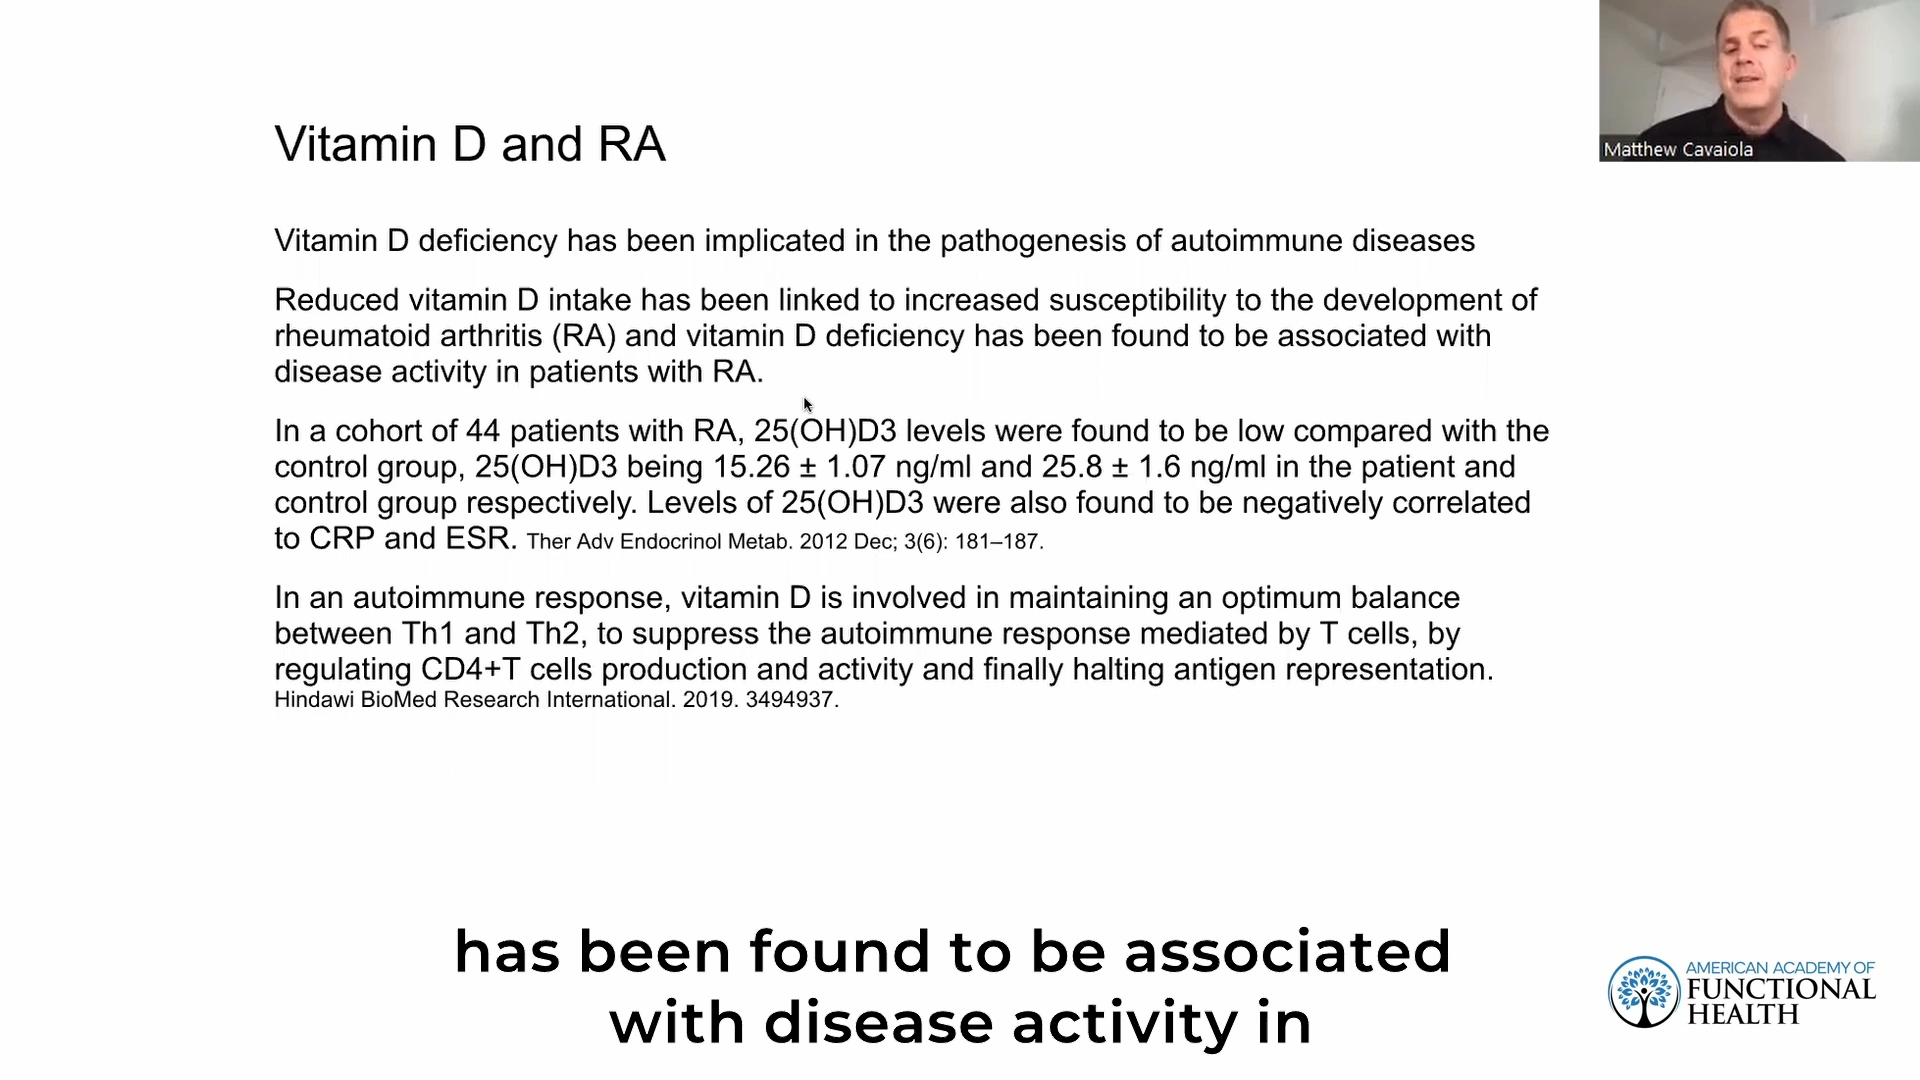 Matthew Cavaiola
Vitamin D and RA
Vitamin D deficiency has been implicated in the pathogenesis of autoimmune diseases
Reduced vitamin D intake has been linked to increased susceptibility to the development of
rheumatoid arthritis (RA) and vitamin D deficiency has been found to be associated with
disease activity in patients with RA.
In a cohort of 44 patients with RA, 25(OH)D3 levels were found to be low compared with the
control group, 25(OH)D3 being 15.26 ± 1.07 ng/ml and 25.8 ± 1.6 ng/ml in the patient and
control group respectively. Levels of 25(OH)D3 were also found to be negatively correlated
to CRP and ESR. Ther Adv Endocrinol Metab. 2012 Dec; 3(6): 181–187.
In an autoimmune response, vitamin D is involved in maintaining an optimum balance
between Th1 and Th2, to suppress the autoimmune response mediated by T cells, by
regulating CD4+T cells production and activity and finally halting antigen representation.
Hindawi BioMed Research International. 2019. 3494937.
has been found to be associated
with disease activity in
AMERICAN ACADEMY OF
FUNCTIONAL
HEALTH